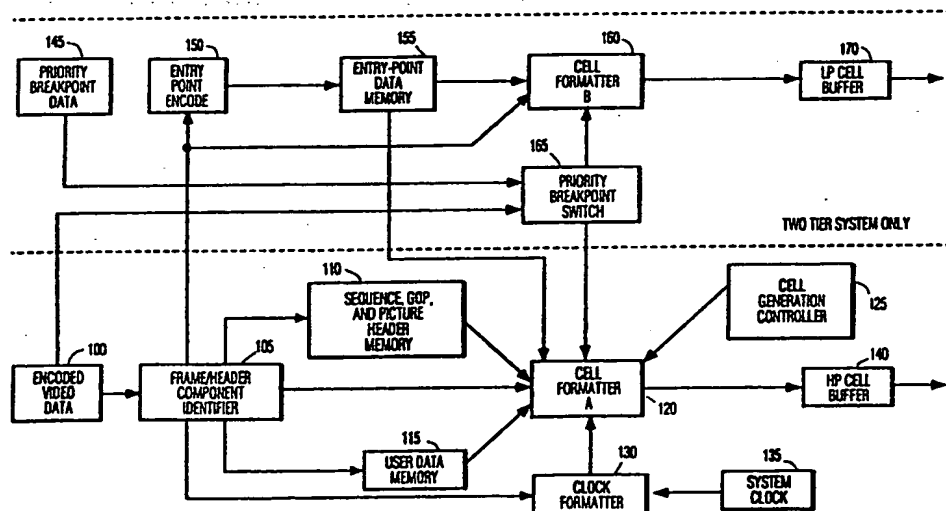 145
PRIORITY
BREAKPOINT
DATA
150
ENTRY
POINT
ENCODE
155
ENTRY-POINT
DATA
MEMORY
160
CELL
FORMATTER
B
170
LP CELL
BUFFER
165
PRIORITY
BREAKPOINT
SWITCH
TWO TIER SYSTEM ONLY
110
SEQUENCE, GOP,
AND PICTURE
HEADER
MEMORY
CELL
GENERATION
CONTROLLER
125
100
ENCODED
VIDEO
DATA
105
FRAME/HEADER
COMPONENT
IDENTIFIER
CELL
FORMATTER
A
120
140
HP CELL
BUFFER
115
USER DATA
MEMORY
130
CLOCK
FORMATTER
135
SYSTEM
CLOCK